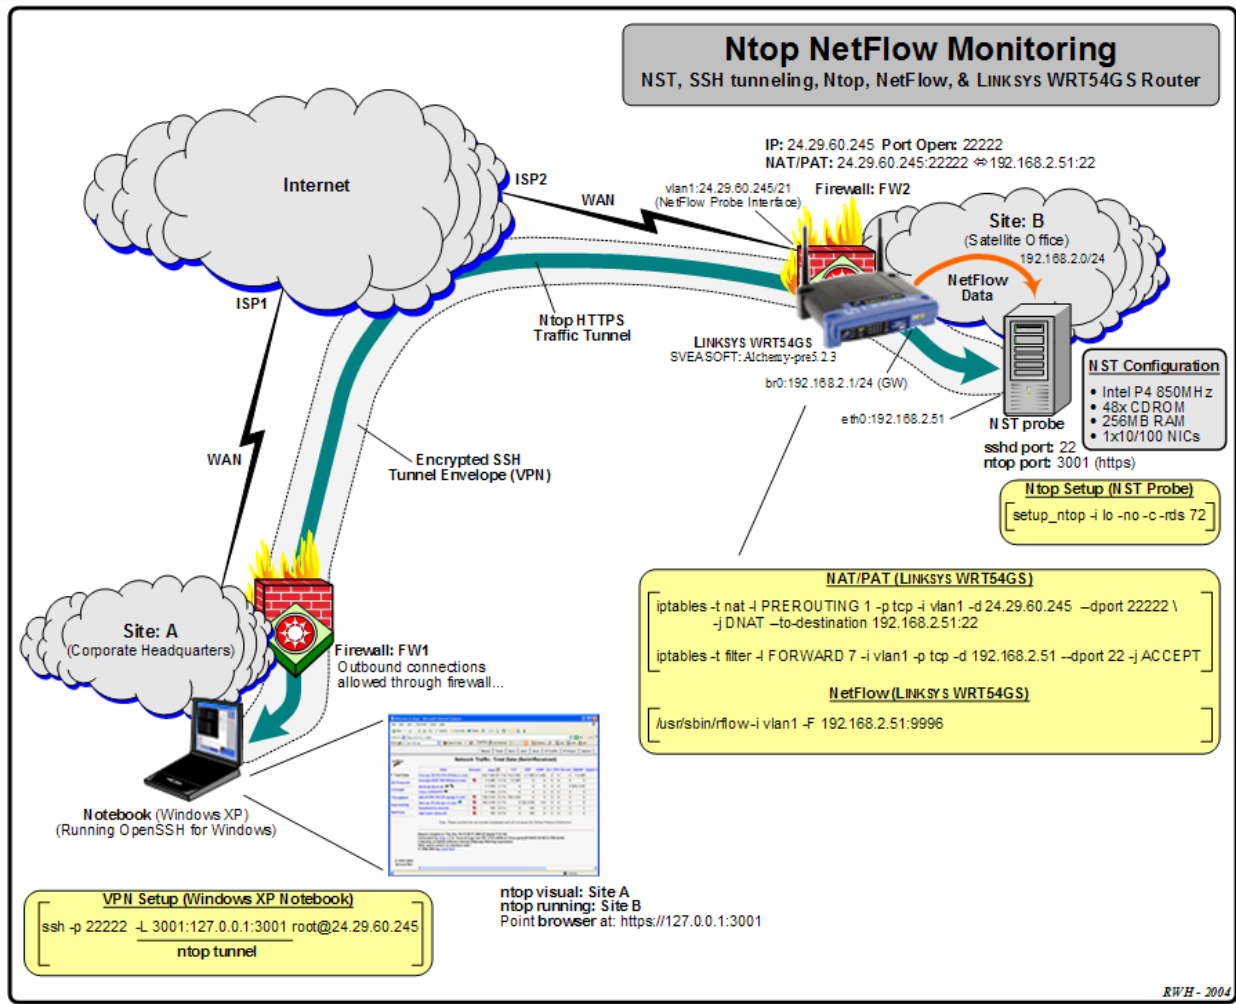 Ntop NetFlow Monitoring
NST, SSH tunneling, Ntop, NetFlow, & LINKSYS WRT54GS Router
IP: 24.29.60.245 Port Open: 22222
NAT/PAT: 24.29.60.245:22222 ⇔ 192.168.2.51:22
Internet
ISP2
WAN
vlan1:24.29.60.245/21
(NetFlow Probe Interface)
Firewall: FW2
Site: B
(Satellite Office)
192.168.2.0/24
NetFlow
Data
ISP1
Ntop HTTPS
Traffic Tunnel
LINKSYS WRT54GS
SVEASOFT: Alchemy-pre5.2.3
br0:192.168.2.1/24 (GW)
eth0:192.168.2.51
NST Configuration
• Intel P4 850MHz
• 48x CDROM
• 256MB RAM
• 1x10/100 NICs
NST probe
sshd port: 22
ntop port: 3001 (https)
WAN
Encrypted SSH
Tunnel Envelope (VPN)
Ntop Setup (NST Probe)
setup_ntop -i lo -no -c -rds 72
NAT/PAT (LINKSYS WRT54GS)
iptables -t nat -I PREROUTING 1 -p tcp -i vlan1 -d 24.29.60.245 --dport 22222 \
-j DNAT --to-destination 192.168.2.51:22
iptables -t filter -I FORWARD 7 -i vlan1 -p tcp -d 192.168.2.51 --dport 22 -j ACCEPT
NetFlow (LINKSYS WRT54GS)
/usr/sbin/rflow -i vlan1 -F 192.168.2.51:9996
Site: A
(Corporate Headquarters)
Firewall: FW1
Outbound connections
allowed through firewall...
Network Traffic: Total Data (Sent+Received)
Notebook (Windows XP)
(Running OpenSSH for Windows)
ntop visual: Site A
ntop running: Site B
Point browser at: https://127.0.0.1:3001
VPN Setup (Windows XP Notebook)
ssh -p 22222 -L 3001:127.0.0.1:3001 root@24.29.60.245
ntop tunnel
RWH - 2004